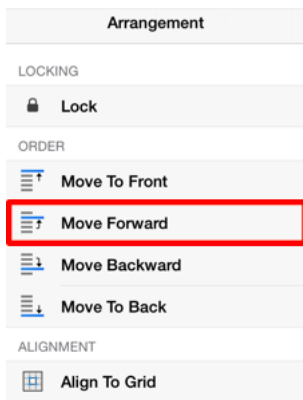 Arrangement
LOCKING
Lock
ORDER
Move To Front
Move Forward
Move Backward
Move To Back
ALIGNMENT
Align To Grid